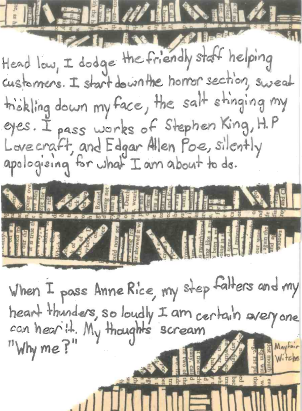 Head low, I dodge the friendly staff helping
customers. I start down the horror section, sweat
trickling down my face, the salt stinging my
eyes. I pass works of Stephen King, H.P
Lovecraft, and Edgar Allen Poe, silently
apologising for what I am about to do.
When I pass Anne Rice, my step falters and my
heart thunders, so loudly I am certain everyone
can hear it. My thoughts scream
"Why me?"
Mayfair
Witches